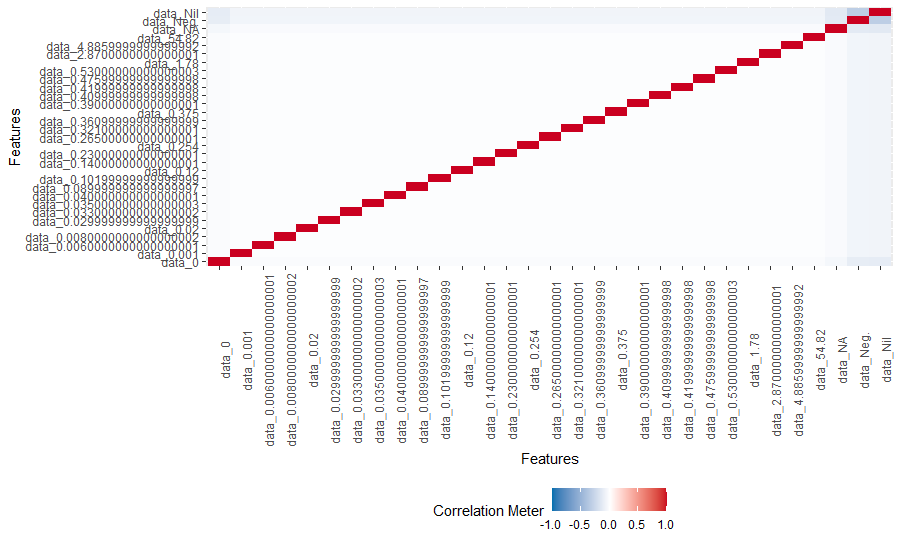 data_Nil
data_Neg.
data_NA
data_54.82
data_4.8859999999999992
data_2.8700000000000001
data_1.78
data_0.53000000000000003
data_0.47599999999999998
data_0.41999999999999998
data_0.40999999999999998
data_0.39000000000000001
data_0.375
data_0.36099999999999999
data_0.32100000000000001
data_0.26500000000000001
data_0.254
data_0.23000000000000001
data_0.14000000000000001
data_0.12
data_0.10199999999999999
data_0.089999999999999997
data_0.040000000000000001
data_0.035000000000000003
data_0.033000000000000002
data_0.029999999999999999
data_0.02
data_0.0080000000000000002
data_0.0060000000000000001
data_0.001
data_0
Features
data_0
data_0.001
data_0.0060000000000000001
data_0.0080000000000000002
data_0.02
data_0.029999999999999999
data_0.033000000000000002
data_0.035000000000000003
data_0.040000000000000001
data_0.089999999999999997
data_0.10199999999999999
data_0.12
data_0.14000000000000001
data_0.23000000000000001
data_0.254
data_0.26500000000000001
data_0.32100000000000001
data_0.36099999999999999
data_0.375
data_0.39000000000000001
data_0.40999999999999998
data_0.41999999999999998
data_0.47599999999999998
data_0.53000000000000003
data_1.78
data_2.8700000000000001
data_4.8859999999999992
data_54.82
data_NA
data_Neg.
data_Nil
Features
Correlation Meter
-1.0 -0.5 0.0 0.5 1.0